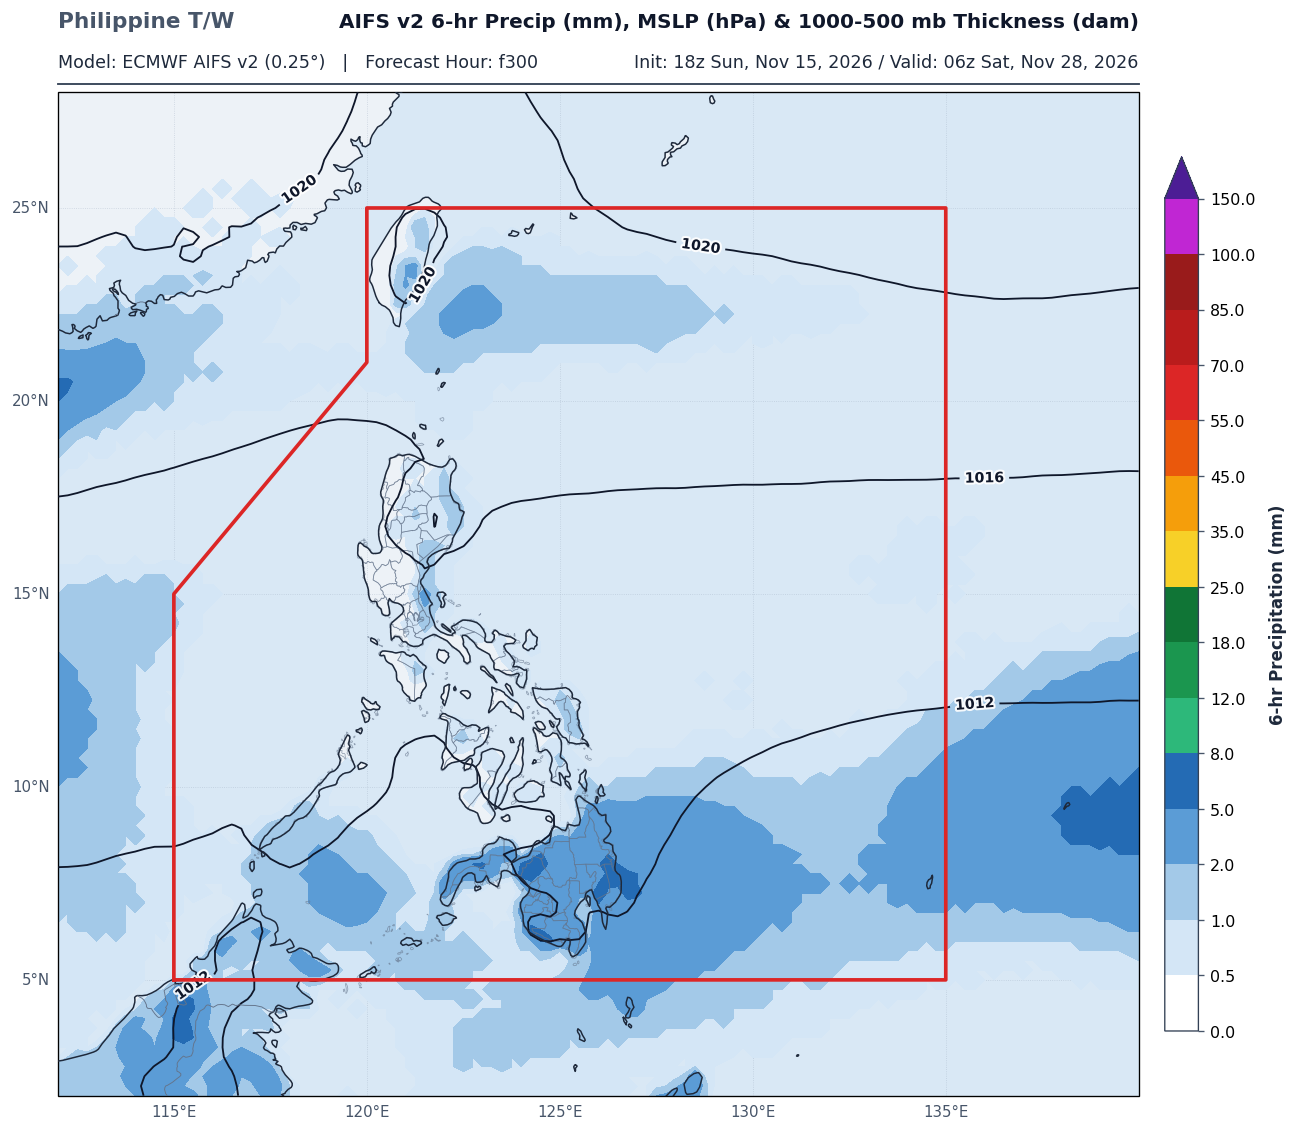 Philippine T/W
AIFS v2 6-hr Precip (mm), MSLP (hPa) & 1000-500 mb Thickness (dam)
Model: ECMWF AIFS v2 (0.25°) | Forecast Hour: f300
Init: 18z Sun, Nov 15, 2026 / Valid: 06z Sat, Nov 28, 2026
1020
1020
1020
1016
1012
1012
25°N
20°N
15°N
10°N
5°N
115°E
120°E
125°E
130°E
135°E
150.0
100.0
85.0
70.0
55.0
45.0
35.0
25.0
18.0
12.0
8.0
5.0
2.0
1.0
0.5
0.0
6-hr Precipitation (mm)